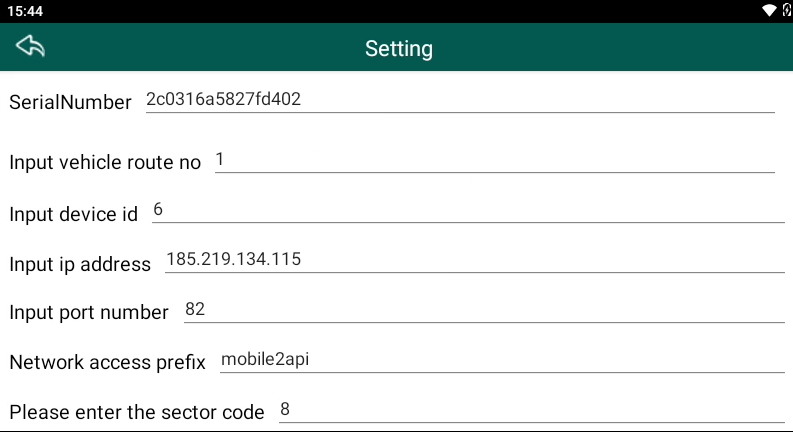 15:44
Setting
SerialNumber 2c0316a5827fd402
Input vehicle route no 1
Input device id 6
Input ip address 185.219.134.115
Input port number 82
Network access prefix mobile2api
Please enter the sector code 8